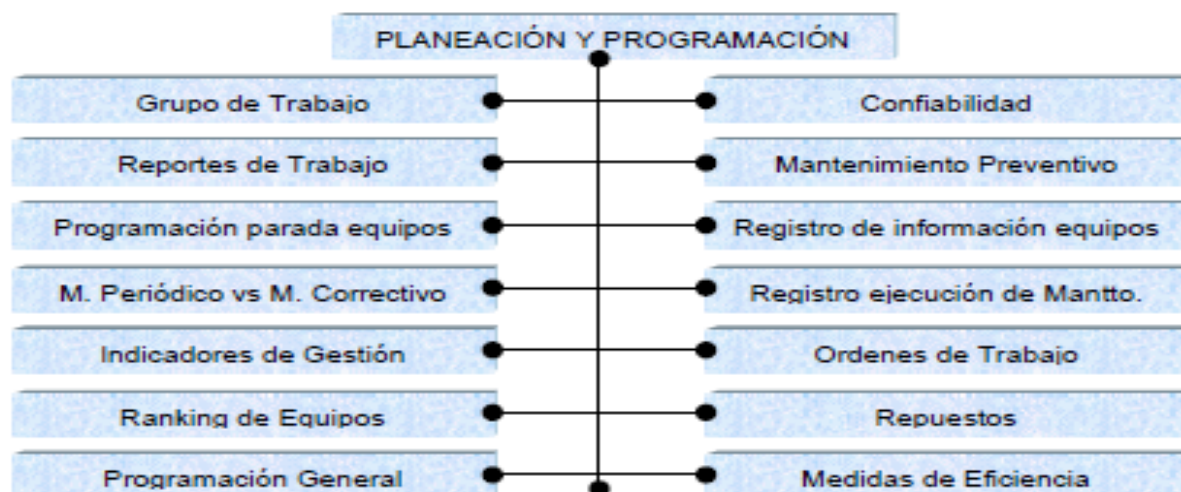 PLANEACIÓN Y PROGRAMACIÓN
Grupo de Trabajo
Confiabilidad
Reportes de Trabajo
Mantenimiento Preventivo
Programación parada equipos
Registro de información equipos
M. Periódico vs M. Correctivo
Registro ejecución de Mantto.
Indicadores de Gestión
Ordenes de Trabajo
Ranking de Equipos
Repuestos
Programación General
Medidas de Eficiencia